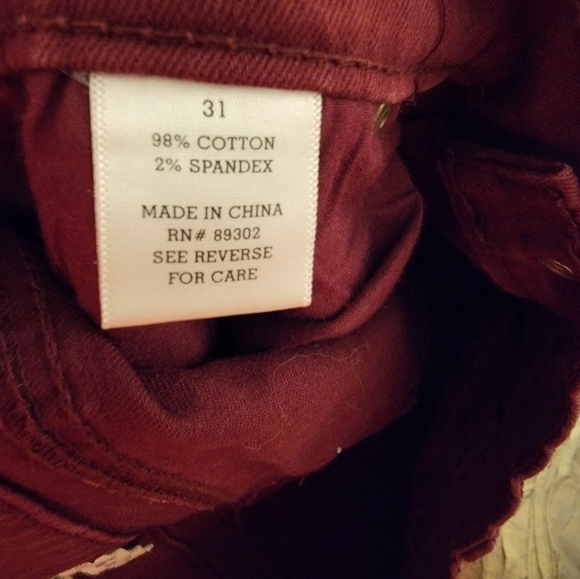 31
98% COTTON
2% SPANDEX
MADE IN CHINA
RN# 89302
SEE REVERSE
FOR CARE